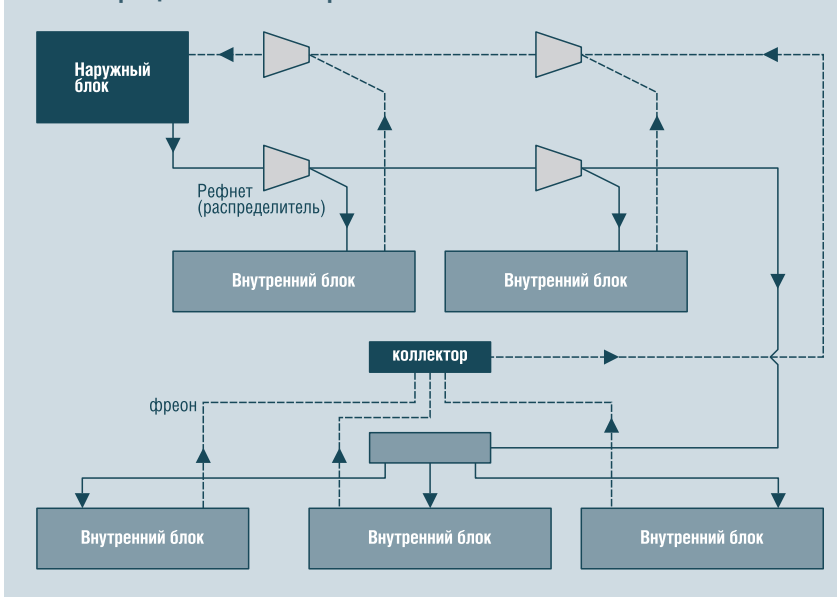 Наружный
блок
Рефнет
(распределитель)
Внутренний блок
Внутренний блок
коллектор
фреон
Внутренний блок
Внутренний блок
Внутренний блок